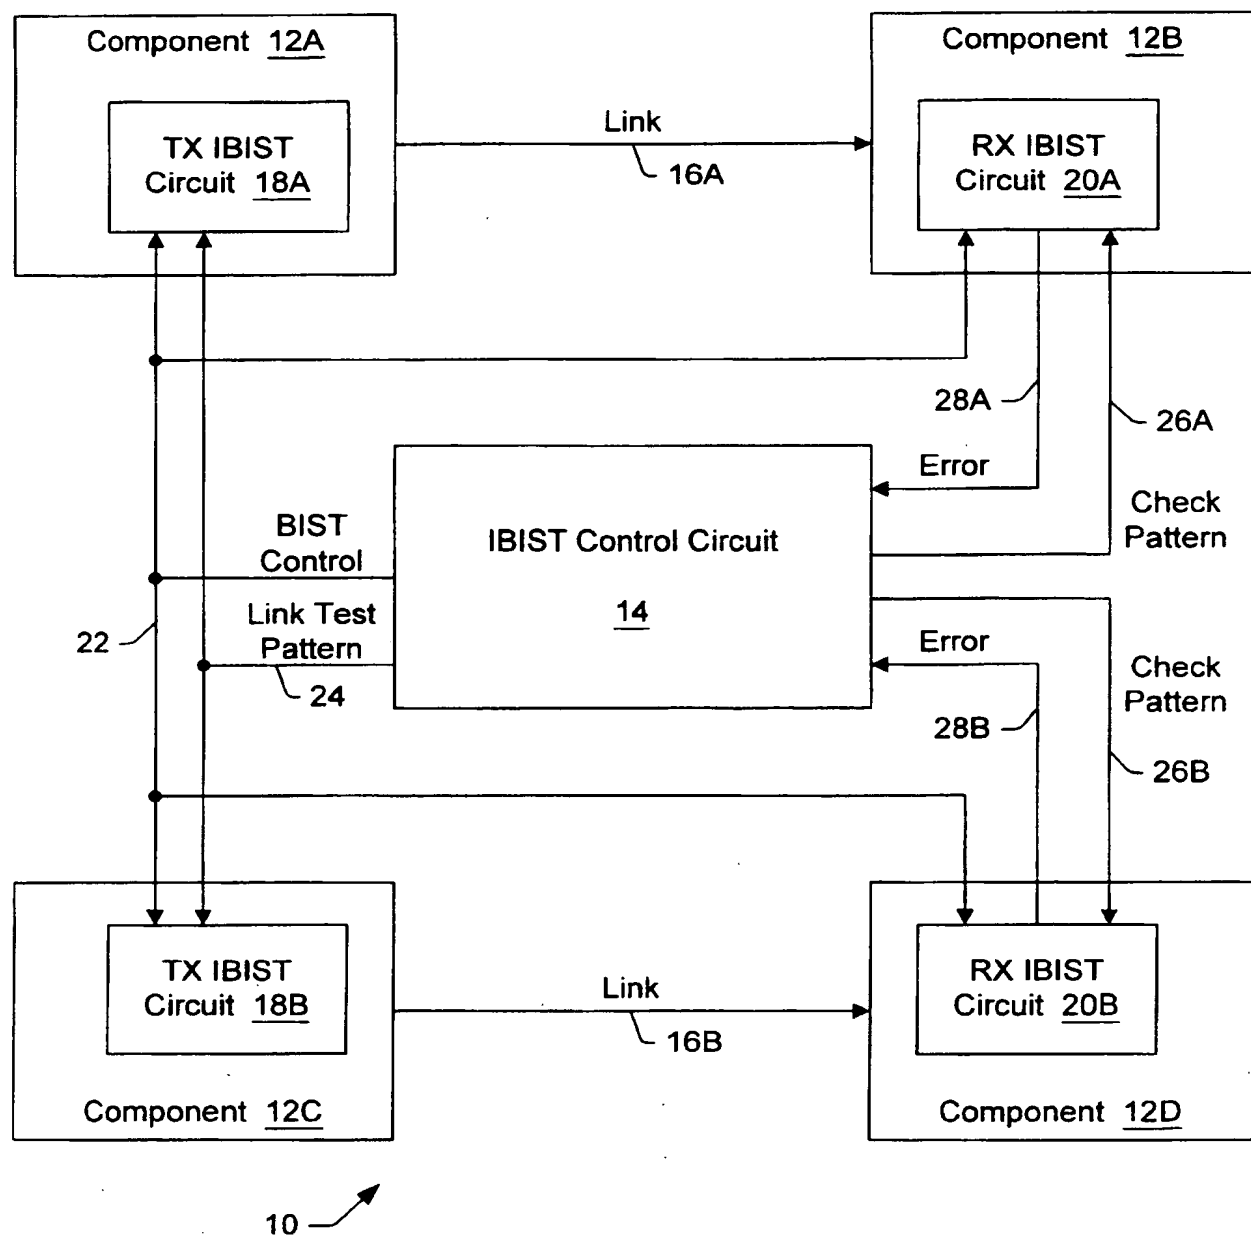 Component 12A
TX IBIST
Circuit 18A
Link
16A
Component 12B
RX IBIST
Circuit 20A
28A
26A
Error
Check
Pattern
BIST
Control
IBIST Control Circuit
14
22
Link Test
Pattern
24
Error
Check
Pattern
28B
26B
TX IBIST
Circuit 18B
Component 12C
Link
16B
RX IBIST
Circuit 20B
Component 12D
10